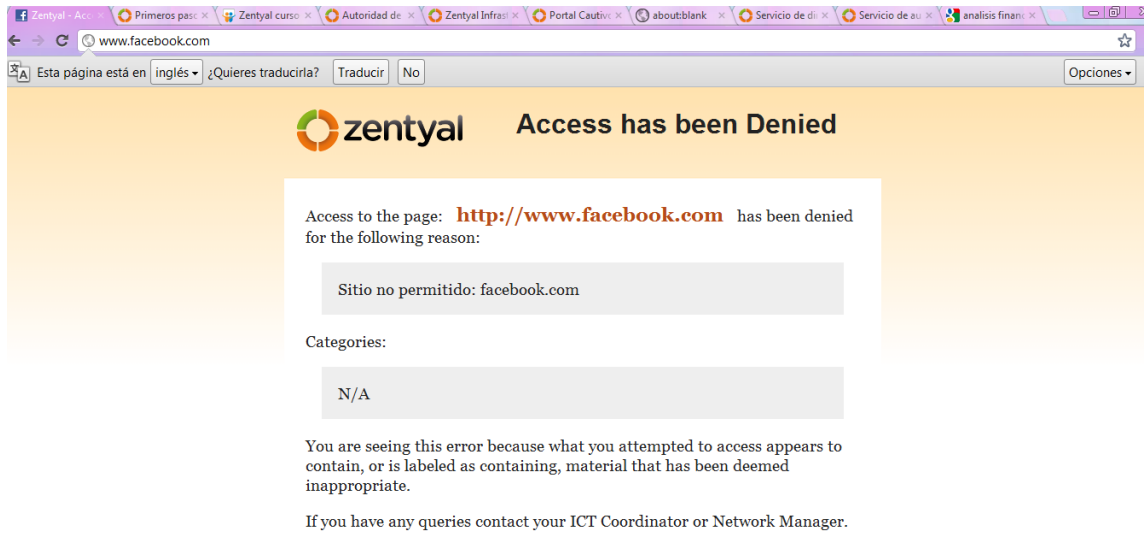 Zentyal - Acc Primeros paso Zentyal curso Autoridad de Zentyal Infrast Portal Cautivo about:blank Servicio de di Servicio de au analisis financ
www.facebook.com
Esta página está en inglés ¿Quieres traducirla? Traducir No Opciones
zentyal Access has been Denied
Access to the page: http://www.facebook.com has been denied
for the following reason:
Sitio no permitido: facebook.com
Categories:
N/A
You are seeing this error because what you attempted to access appears to
contain, or is labeled as containing, material that has been deemed
inappropriate.
If you have any queries contact your ICT Coordinator or Network Manager.